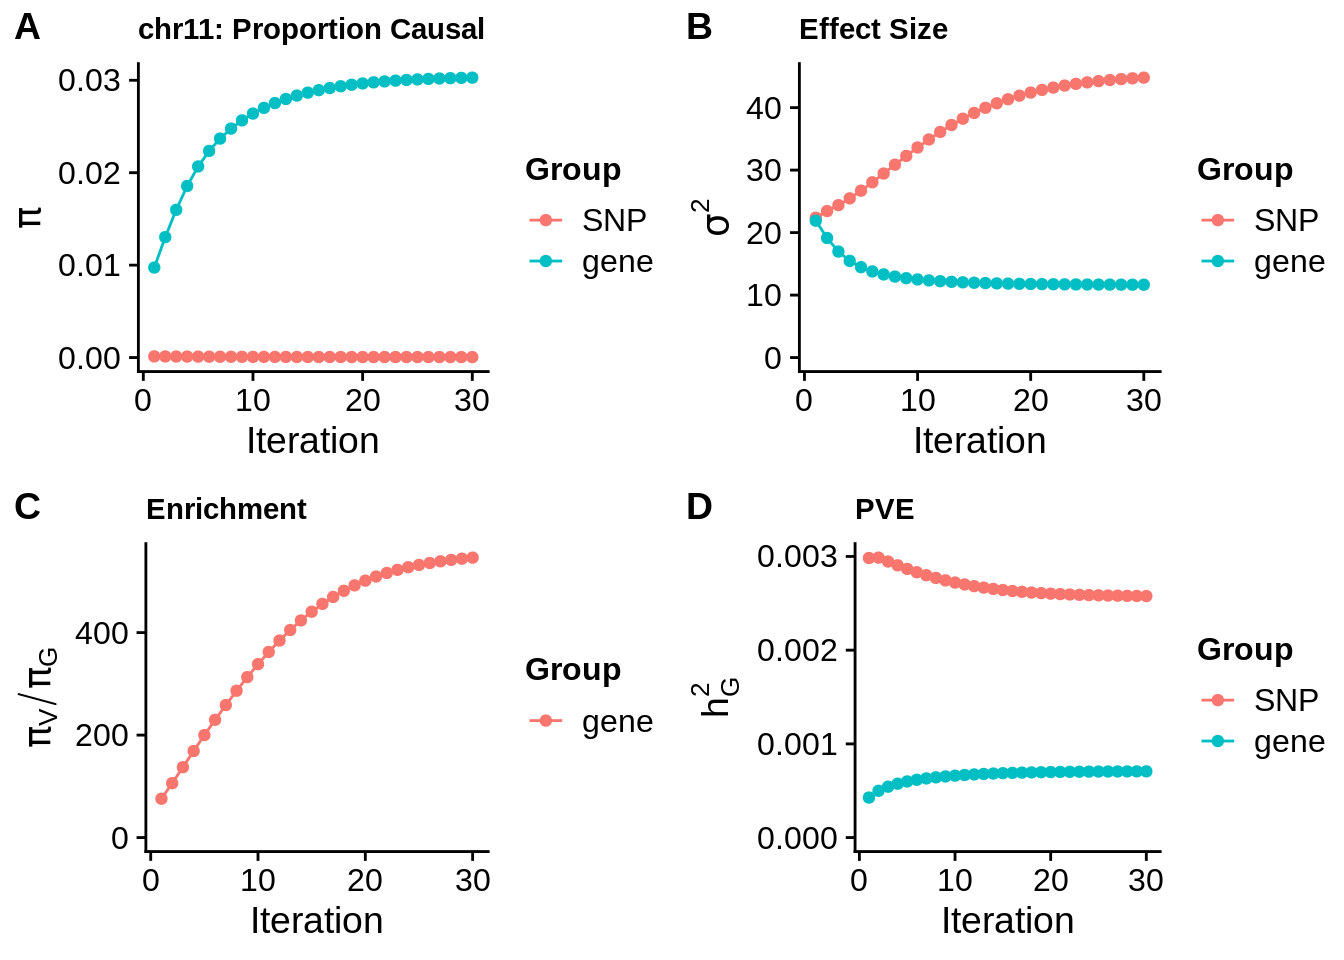 A
chr11: Proportion Causal
0.03
0.02
0.01
0.00
π
0
10
20
30
Iteration
Group
SNP
gene
B
Effect Size
40
30
20
10
0
σ²
0
10
20
30
Iteration
Group
SNP
gene
C
Enrichment
400
200
0
π_V/π_G
0
10
20
30
Iteration
Group
gene
D
PVE
0.003
0.002
0.001
0.000
h²_G
0
10
20
30
Iteration
Group
SNP
gene